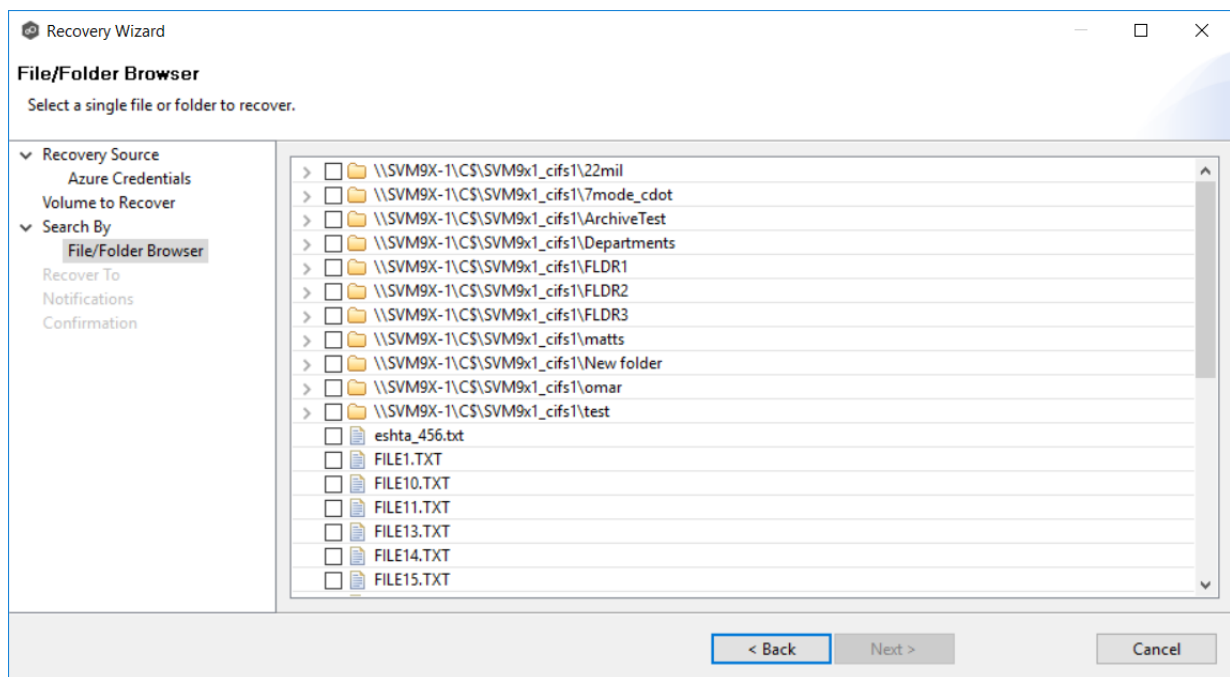 Recovery Wizard
File/Folder Browser
Select a single file or folder to recover.
Recovery Source
Azure Credentials
Volume to Recover
Search By
File/Folder Browser
Recover To
Notifications
Confirmation
\\SVM9X-1\C$\SVM9x1_cifs1\22mil
\\SVM9X-1\C$\SVM9x1_cifs1\7mode_cdot
\\SVM9X-1\C$\SVM9x1_cifs1\ArchiveTest
\\SVM9X-1\C$\SVM9x1_cifs1\Departments
\\SVM9X-1\C$\SVM9x1_cifs1\FLDR1
\\SVM9X-1\C$\SVM9x1_cifs1\FLDR2
\\SVM9X-1\C$\SVM9x1_cifs1\FLDR3
\\SVM9X-1\C$\SVM9x1_cifs1\matts
\\SVM9X-1\C$\SVM9x1_cifs1\New folder
\\SVM9X-1\C$\SVM9x1_cifs1\omar
\\SVM9X-1\C$\SVM9x1_cifs1\test
eshta_456.txt
FILE1.TXT
FILE10.TXT
FILE11.TXT
FILE13.TXT
FILE14.TXT
FILE15.TXT
< Back
Next >
Cancel